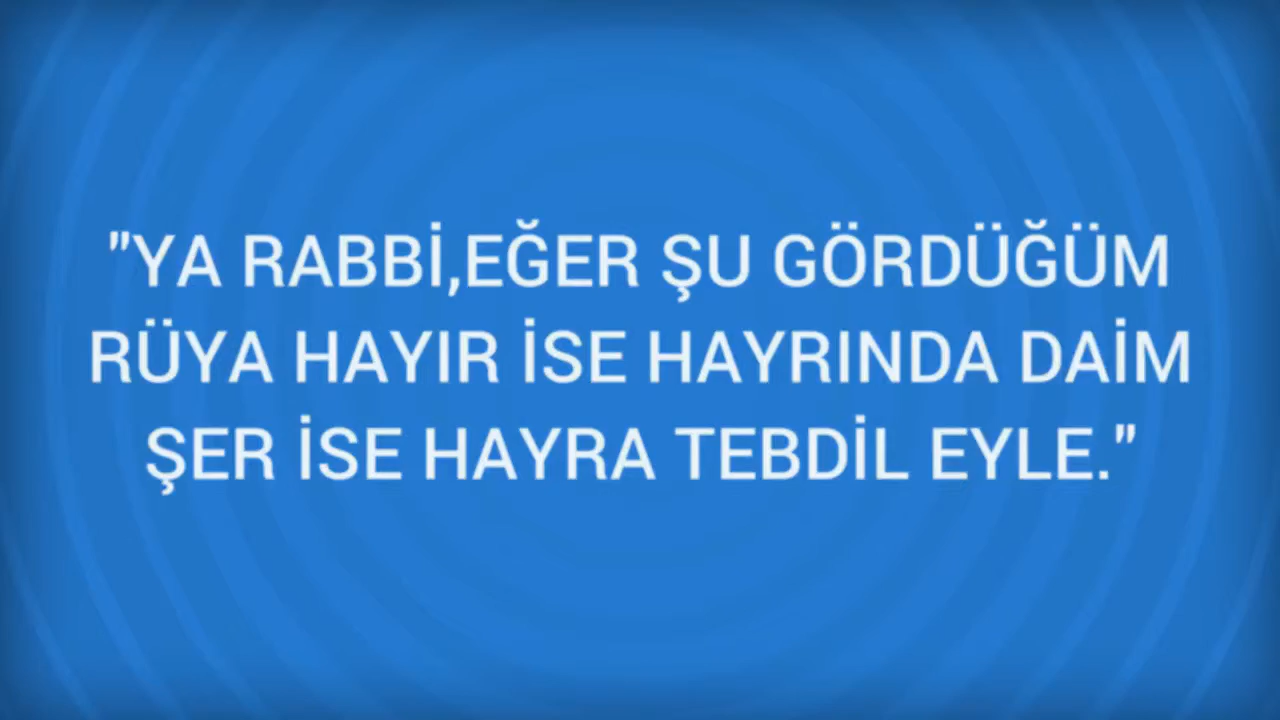 "YA RABBİ,EĞER ŞU GÖRDÜĞÜM
RÜYA HAYIR İSE HAYRINDA DAİM
ŞER İSE HAYRA TEBDİL EYLE."